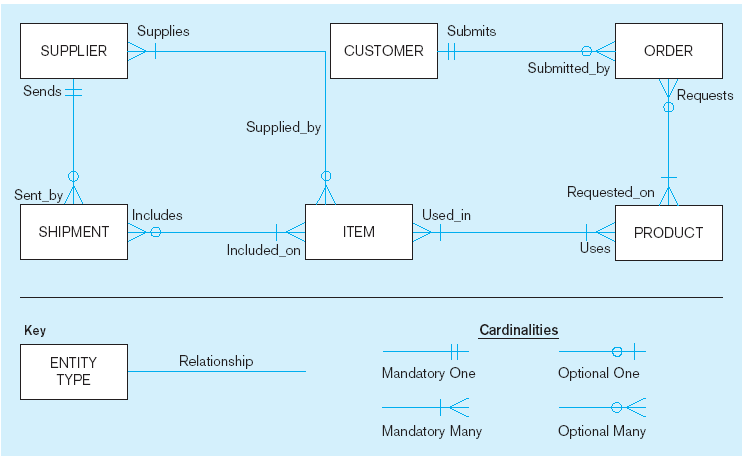 Supplies
Submits
SUPPLIER
CUSTOMER
ORDER
Submitted_by
Sends
Requests
Supplied_by
Sent_by
Requested_on
Includes
Used_in
SHIPMENT
ITEM
PRODUCT
Included_on
Uses
Key
Cardinalities
ENTITY
TYPE
Relationship
Mandatory One
Optional One
Mandatory Many
Optional Many